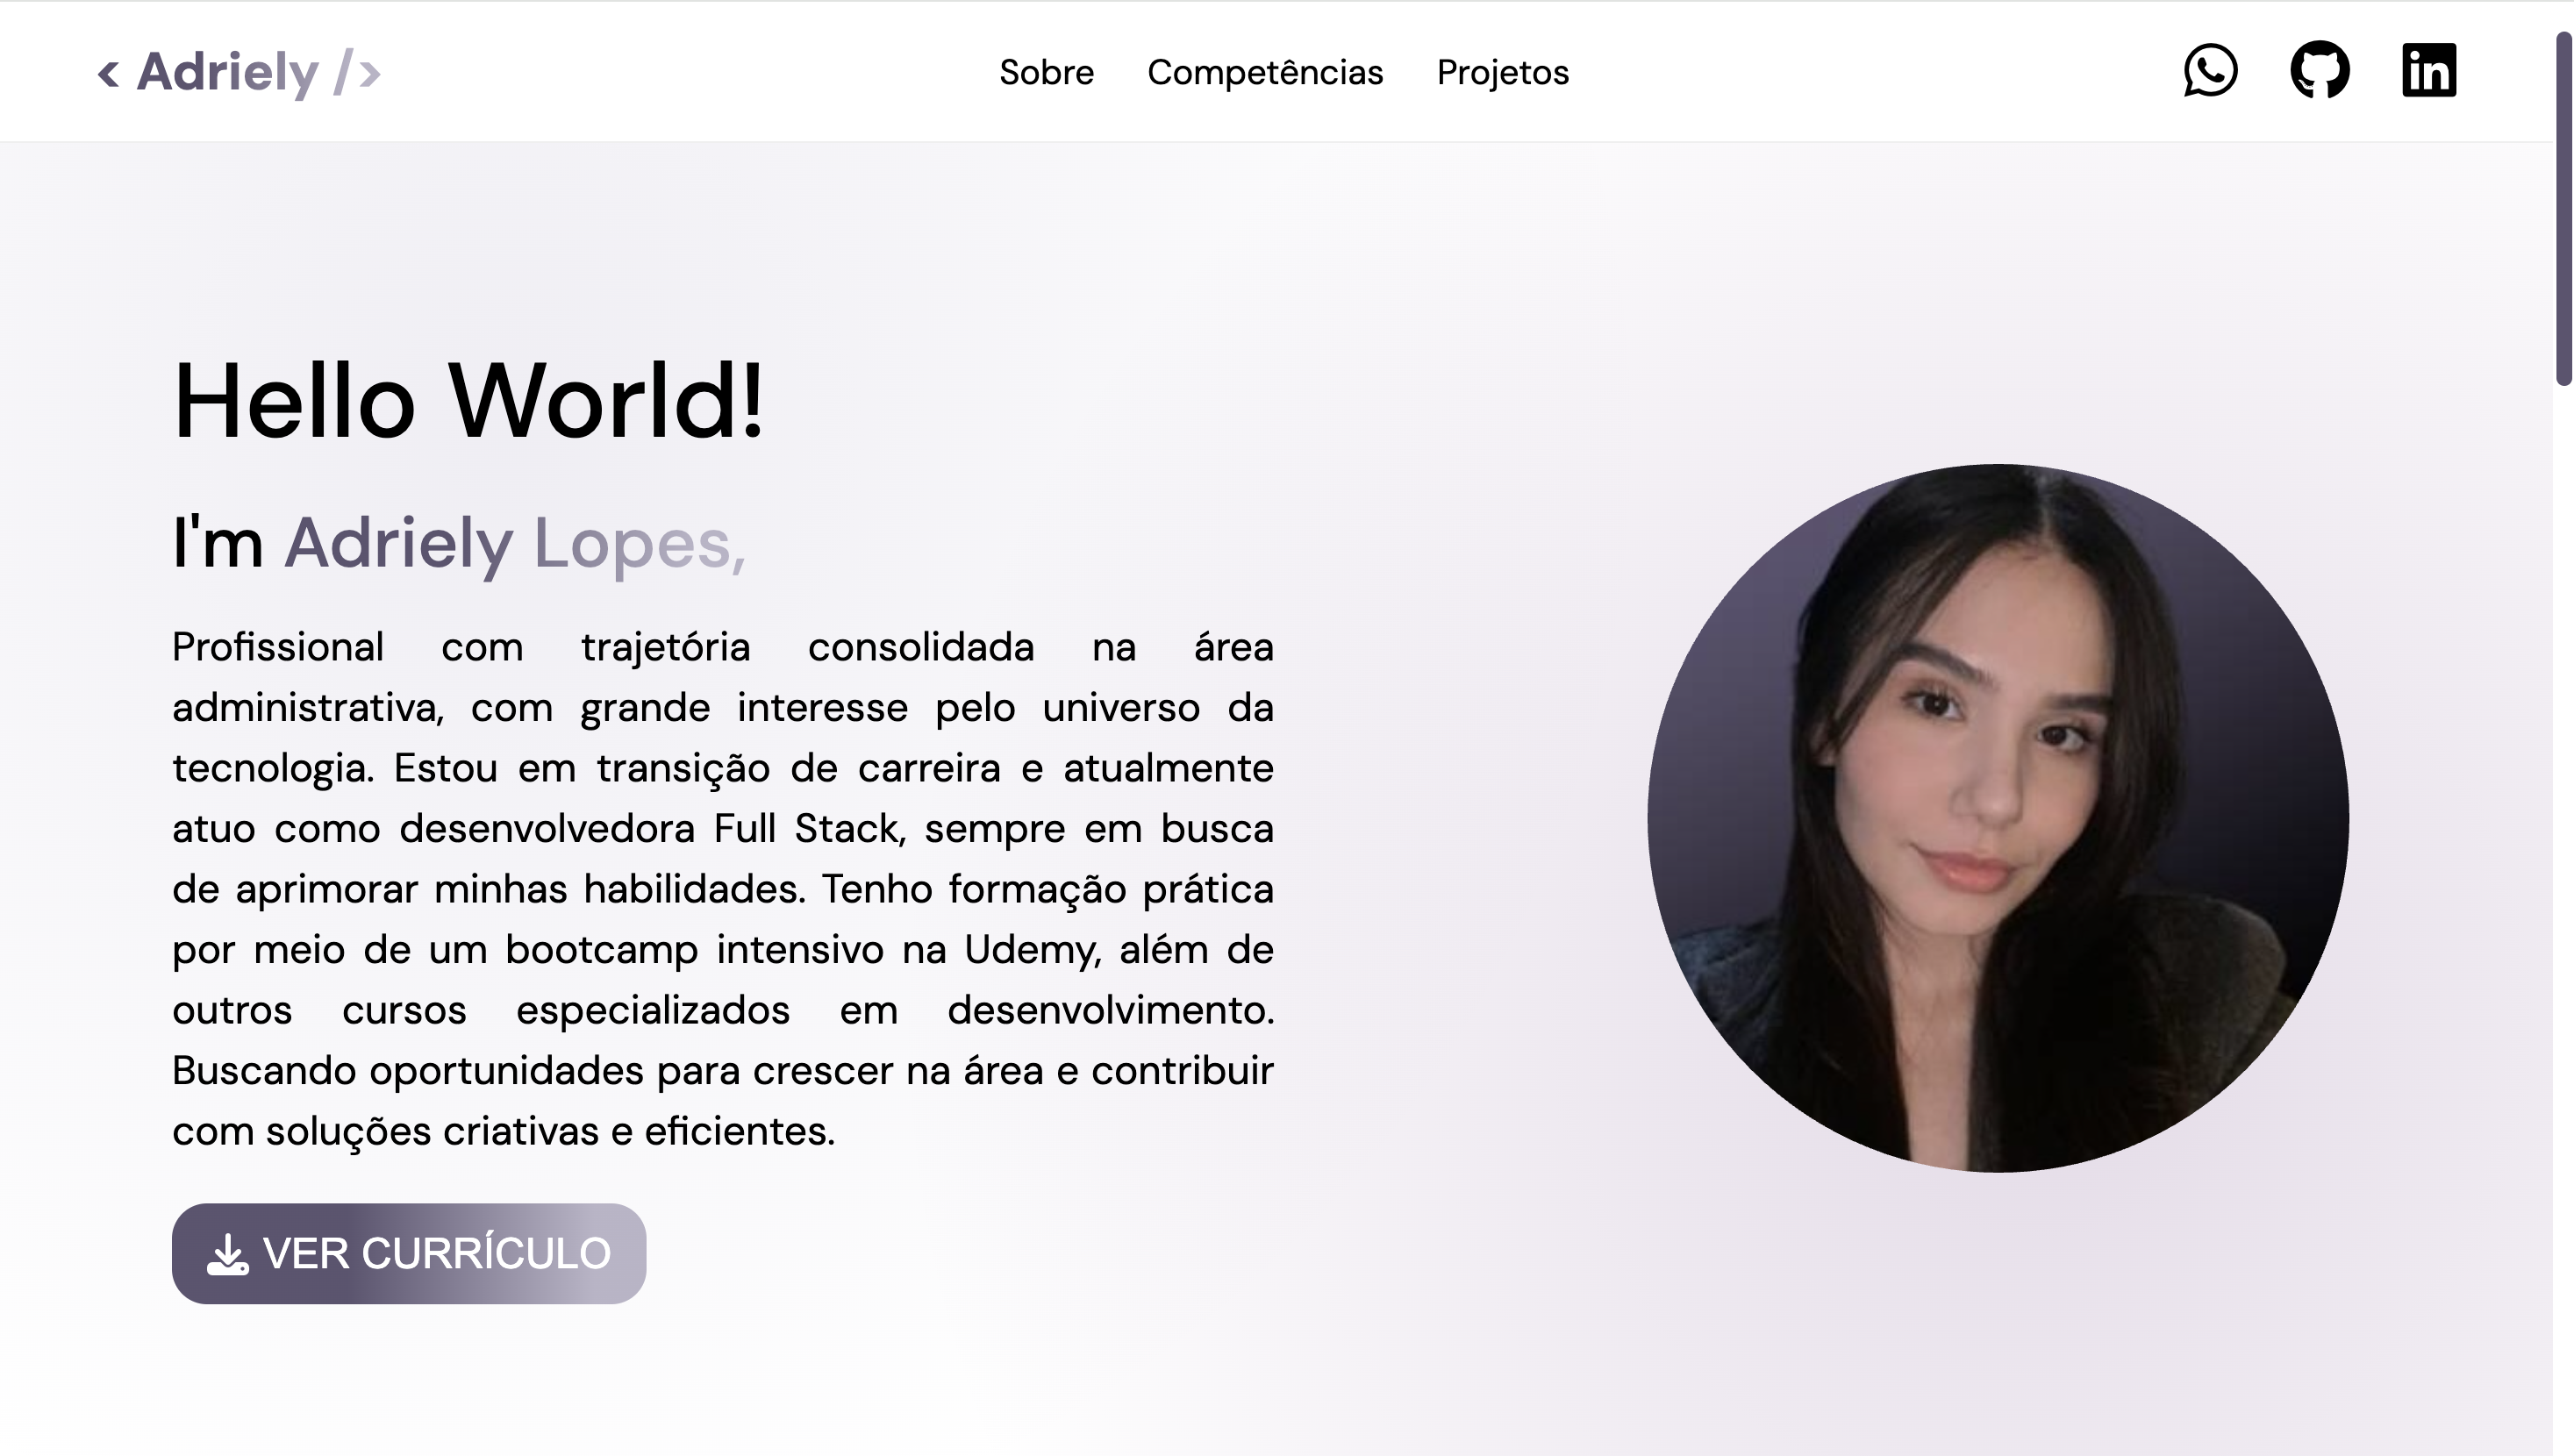 < Adriely />
Sobre Competências Projetos
in
Hello World!
I'm Adriely Lopes,
Profissional com trajetória consolidada na área
administrativa, com grande interesse pelo universo da
tecnologia. Estou em transição de carreira e atualmente
atuo como desenvolvedora Full Stack, sempre em busca
de aprimorar minhas habilidades. Tenho formação prática
por meio de um bootcamp intensivo na Udemy, além de
outros cursos especializados em desenvolvimento.
Buscando oportunidades para crescer na área e contribuir
com soluções criativas e eficientes.
VER CURRÍCULO